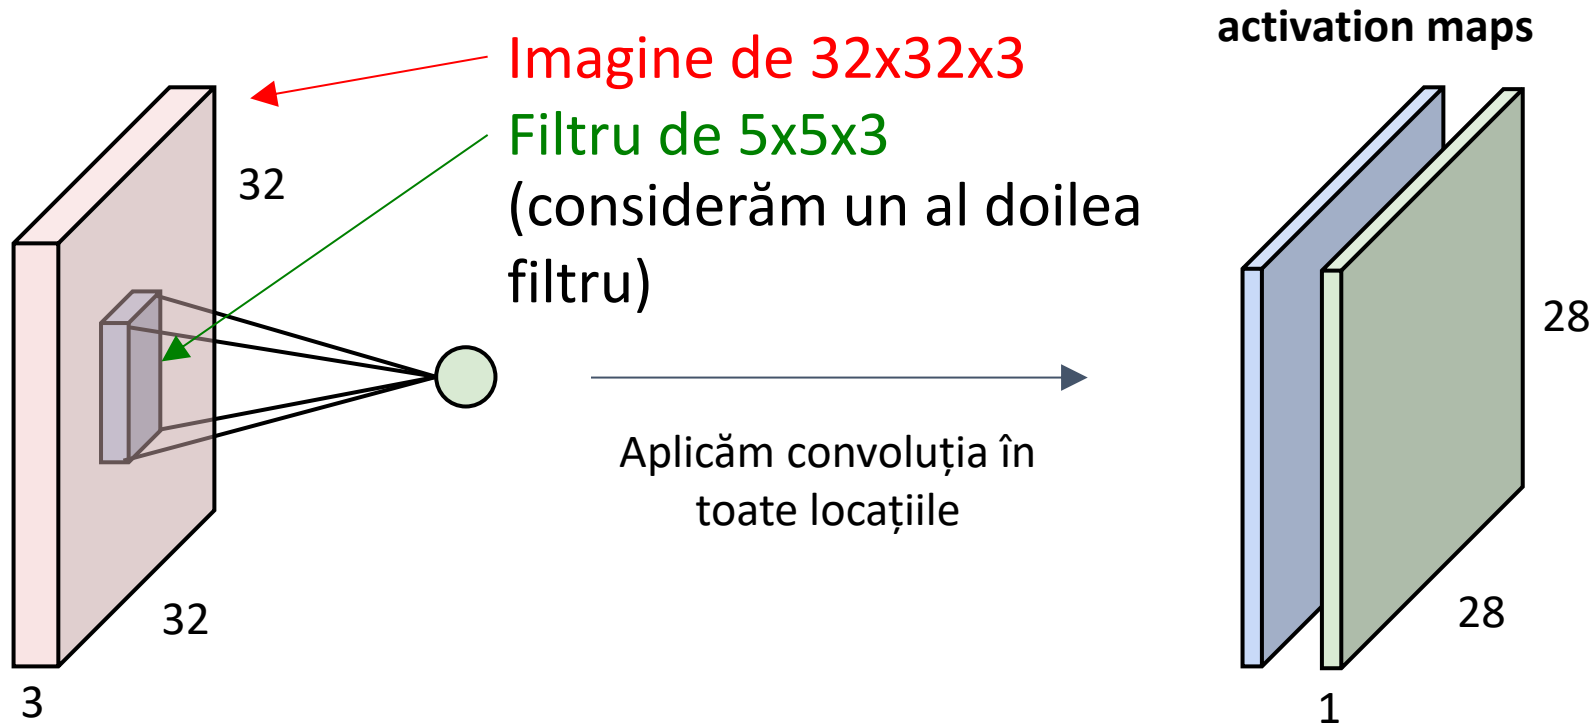 activation maps
Imagine de 32x32x3
Filtru de 5x5x3
(considerăm un al doilea
filtru)
32
32
3
Aplicăm convoluția în
toate locațiile
28
28
1